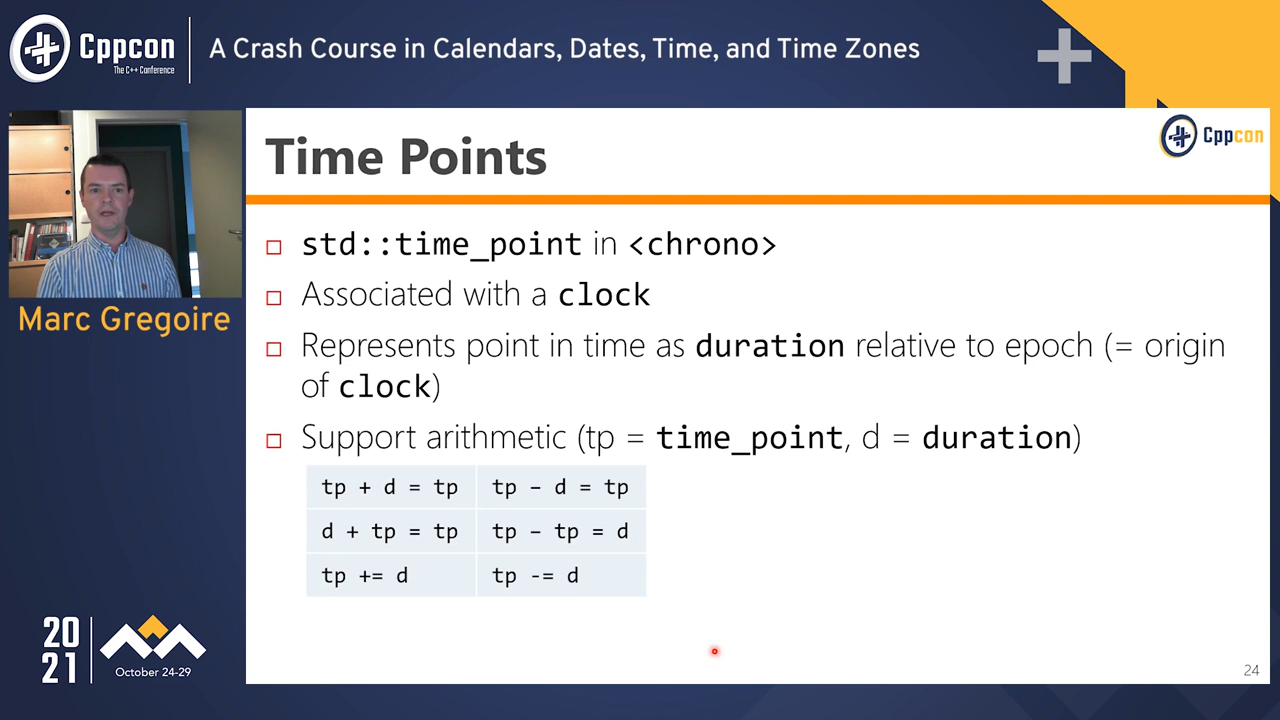 Cppcon
The C++ Conference
A Crash Course in Calendars, Dates, Time, and Time Zones
Cppcon
Marc Gregoire
Time Points
std::time_point in <chrono>
Associated with a clock
Represents point in time as duration relative to epoch (= origin
of clock)
Support arithmetic (tp = time_point, d = duration)
tp + d = tp tp – d = tp
d + tp = tp tp – tp = d
tp += d tp -= d
20
21
October 24-29
24